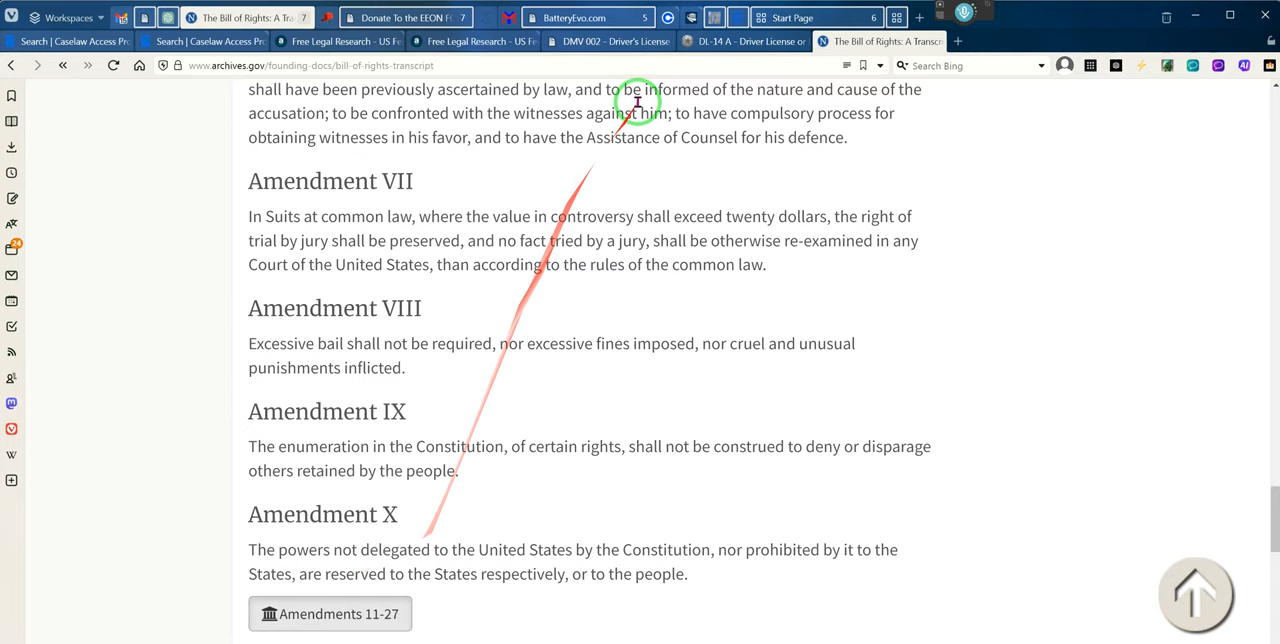 Workspaces
The Bill of Rights: A Tra
7
Donate To the EEON F
7
BatteryEvo.com
5
Start Page
6
Search | Caselaw Access Pro
Search | Caselaw Access Pro
Free Legal Research - US Fe
Free Legal Research - US Fe
DMV 002 - Driver's License
DL-14 A - Driver License or
The Bill of Rights: A Transcr
www.archives.gov/founding-docs/bill-of-rights-transcript
Search Bing
AI
24
shall have been previously ascertained by law, and to be informed of the nature and cause of the
accusation; to be confronted with the witnesses against him; to have compulsory process for
obtaining witnesses in his favor, and to have the Assistance of Counsel for his defence.
Amendment VII
In Suits at common law, where the value in controversy shall exceed twenty dollars, the right of
trial by jury shall be preserved, and no fact tried by a jury, shall be otherwise re-examined in any
Court of the United States, than according to the rules of the common law.
Amendment VIII
Excessive bail shall not be required, nor excessive fines imposed, nor cruel and unusual
punishments inflicted.
Amendment IX
The enumeration in the Constitution, of certain rights, shall not be construed to deny or disparage
others retained by the people.
Amendment X
The powers not delegated to the United States by the Constitution, nor prohibited by it to the
States, are reserved to the States respectively, or to the people.
Amendments 11-27